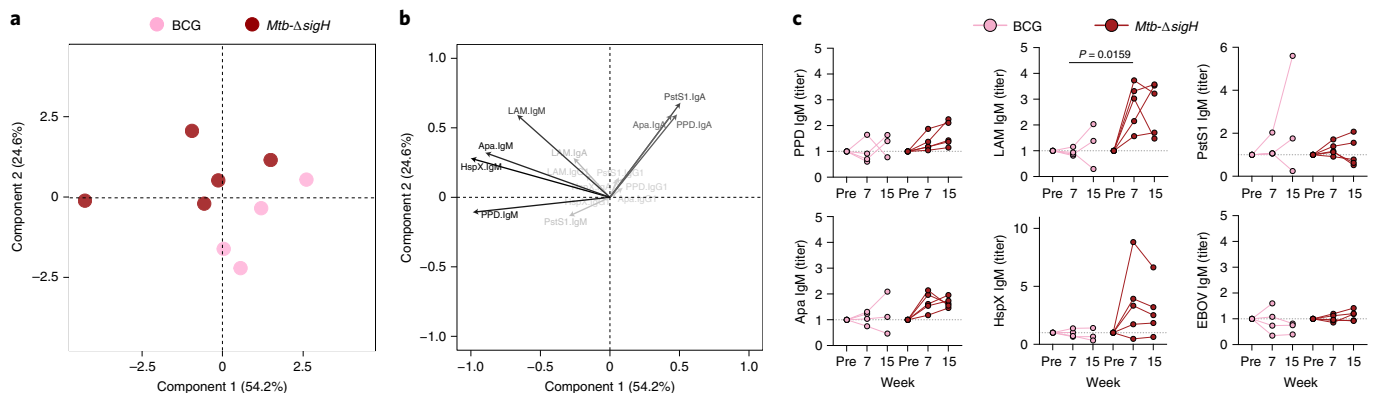 a
BCG
Mtb-ΔsigH
Component 2 (24.6%)
2.5
0
−2.5
−2.5
0
2.5
Component 1 (54.2%)
b
Component 2 (24.6%)
1.0
0.5
0
−0.5
−1.0
PstS1.IgA
LAM.IgM
Apa.IgA
PPD.IgA
Apa.IgM
LAM.IgA
HspX.IgM
PPD.IgG1
Apa.IgG1
PPD.IgM
PstS1.IgM
−1.0
−0.5
0
0.5
1.0
Component 1 (54.2%)
c
BCG
Mtb-ΔsigH
PPD IgM (titer)
5
4
3
2
1
0
Pre 7 15 Pre 7 15
LAM IgM (titer)
5
4
3
2
1
0
P = 0.0159
Pre 7 15 Pre 7 15
PstS1 IgM (titer)
6
4
2
0
Pre 7 15 Pre 7 15
Apa IgM (titer)
5
4
3
2
1
0
Pre 7 15 Pre 7 15
Week
HspX IgM (titer)
10
5
0
Pre 7 15 Pre 7 15
Week
EBOV IgM (titer)
5
4
3
2
1
0
Pre 7 15 Pre 7 15
Week